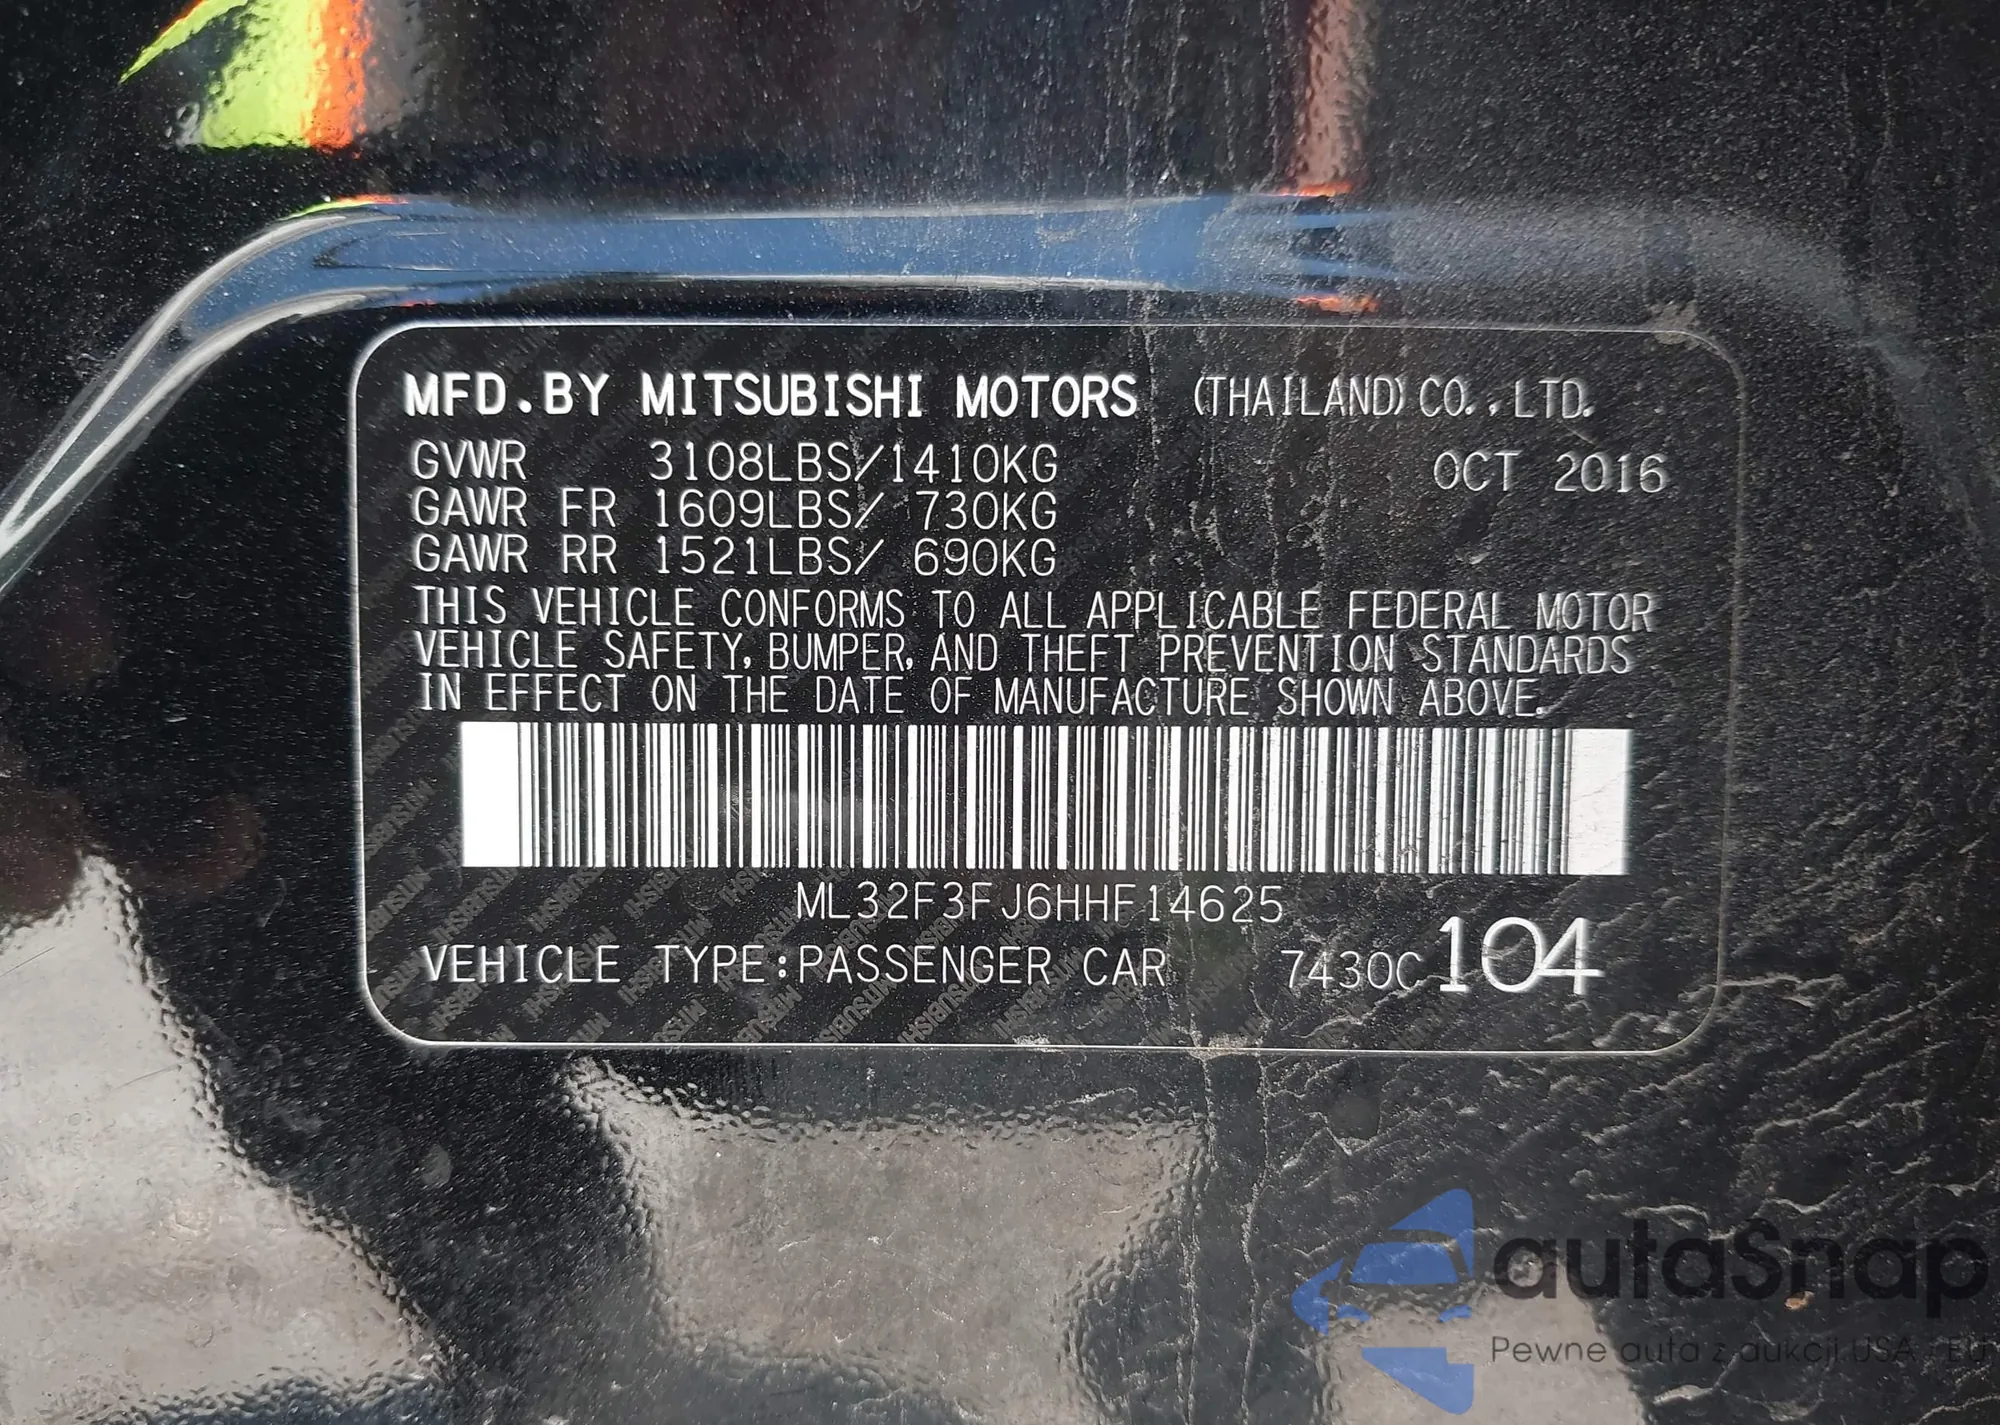 MFD.BY MITSUBISHI MOTORS (THAILAND) CO.,LTD.
GVWR 3108LBS/1410KG OCT 2016
GAWR FR 1609LBS/ 730KG
GAWR RR 1521LBS/ 690KG
THIS VEHICLE CONFORMS TO ALL APPLICABLE FEDERAL MOTOR
VEHICLE SAFETY, BUMPER, AND THEFT PREVENTION STANDARDS
IN EFFECT ON THE DATE OF MANUFACTURE SHOWN ABOVE.
ML32F3FJ6HHF14625
VEHICLE TYPE:PASSENGER CAR 7430C 104
autaSnap
Pewne auta z aukcji USA i EU